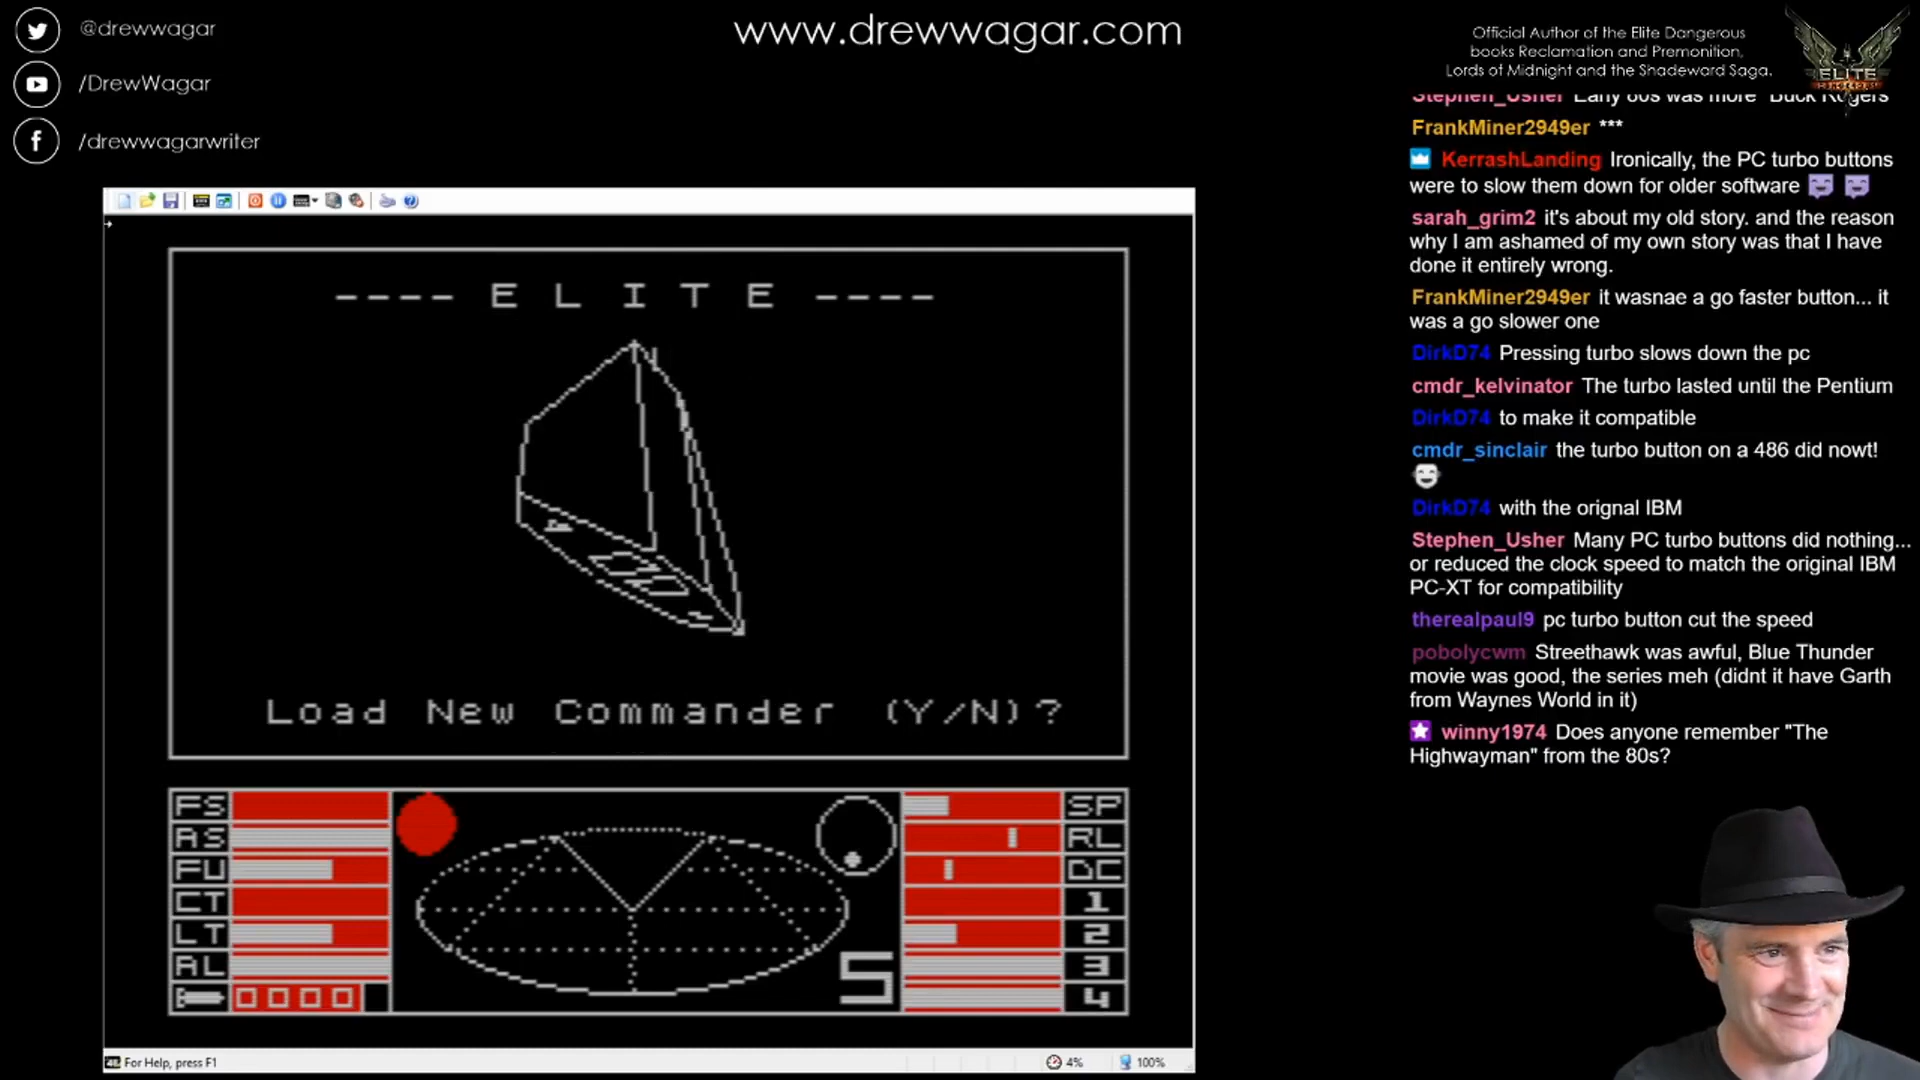 @drewwagar
/DrewWagar
/drewwagarwriter
www.drewwagar.com
Official Author of the Elite Dangerous
books Reclamation and Premonition,
Lords of Midnight and the Shadeward Saga.
ELITE
Stephen_Usher Early 80s was more "Buck Rogers"
FrankMiner2949er ***
KerrashLanding Ironically, the PC turbo buttons
were to slow them down for older software
sarah_grim2 it's about my old story. and the reason
why I am ashamed of my own story was that I have
done it entirely wrong.
FrankMiner2949er it wasnae a go faster button... it
was a go slower one
DirkD74 Pressing turbo slows down the pc
cmdr_kelvinator The turbo lasted until the Pentium
DirkD74 to make it compatible
cmdr_sinclair the turbo button on a 486 did nowt!
DirkD74 with the orignal IBM
Stephen_Usher Many PC turbo buttons did nothing...
or reduced the clock speed to match the original IBM
PC-XT for compatibility
therealpaul9 pc turbo button cut the speed
pobolycwm Streethawk was awful, Blue Thunder
movie was good, the series meh (didnt it have Garth
from Waynes World in it)
winny1974 Does anyone remember "The
Highwayman" from the 80s?
---- E L I T E ----
Load New Commander (Y/N)?
FS
AS
FU
CT
LT
AL
S
SP
RL
DC
1
2
3
4
For Help, press F1
4%
100%